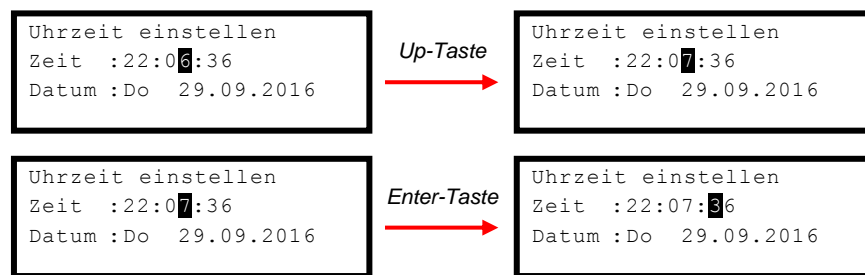 Uhrzeit einstellen
Zeit  :22:06:36
Datum :Do  29.09.2016
Up-Taste
Uhrzeit einstellen
Zeit  :22:07:36
Datum :Do  29.09.2016
Uhrzeit einstellen
Zeit  :22:07:36
Datum :Do  29.09.2016
Enter-Taste
Uhrzeit einstellen
Zeit  :22:07:36
Datum :Do  29.09.2016